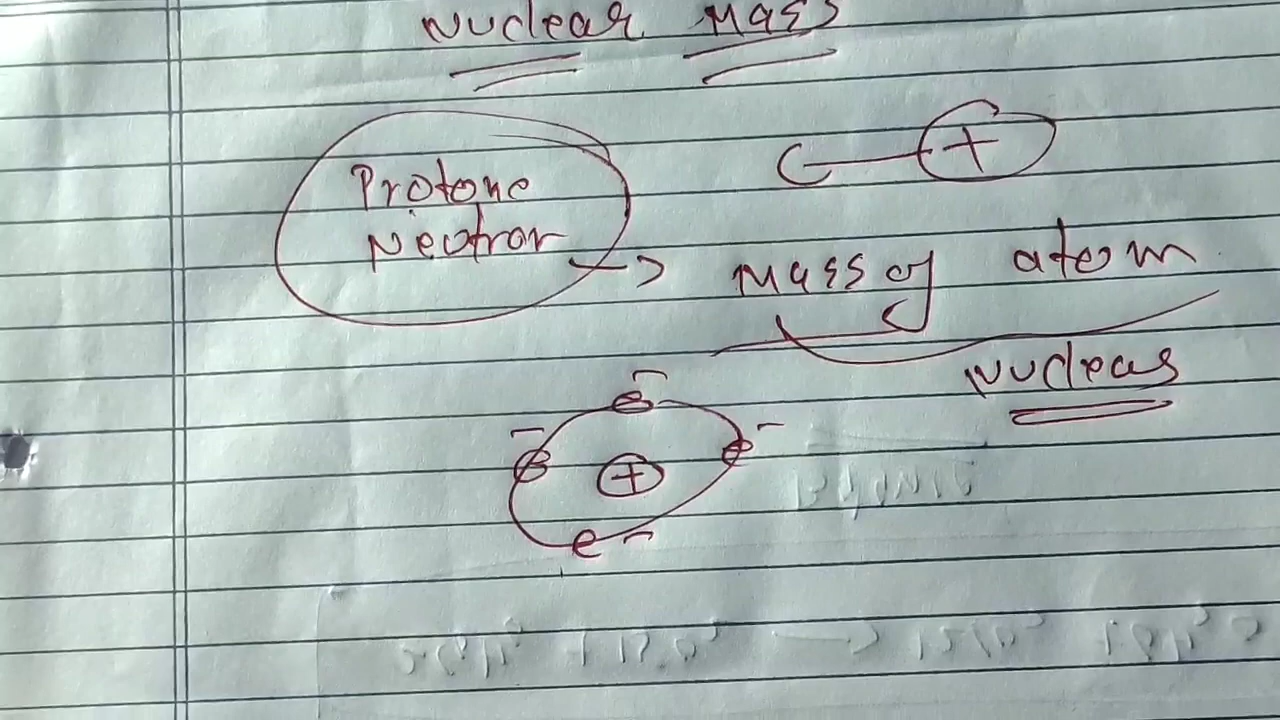 Nuclear Mass
C +
Protone
Neutron
Mass of atom
Nucleus
e-
e- e-
+
e-